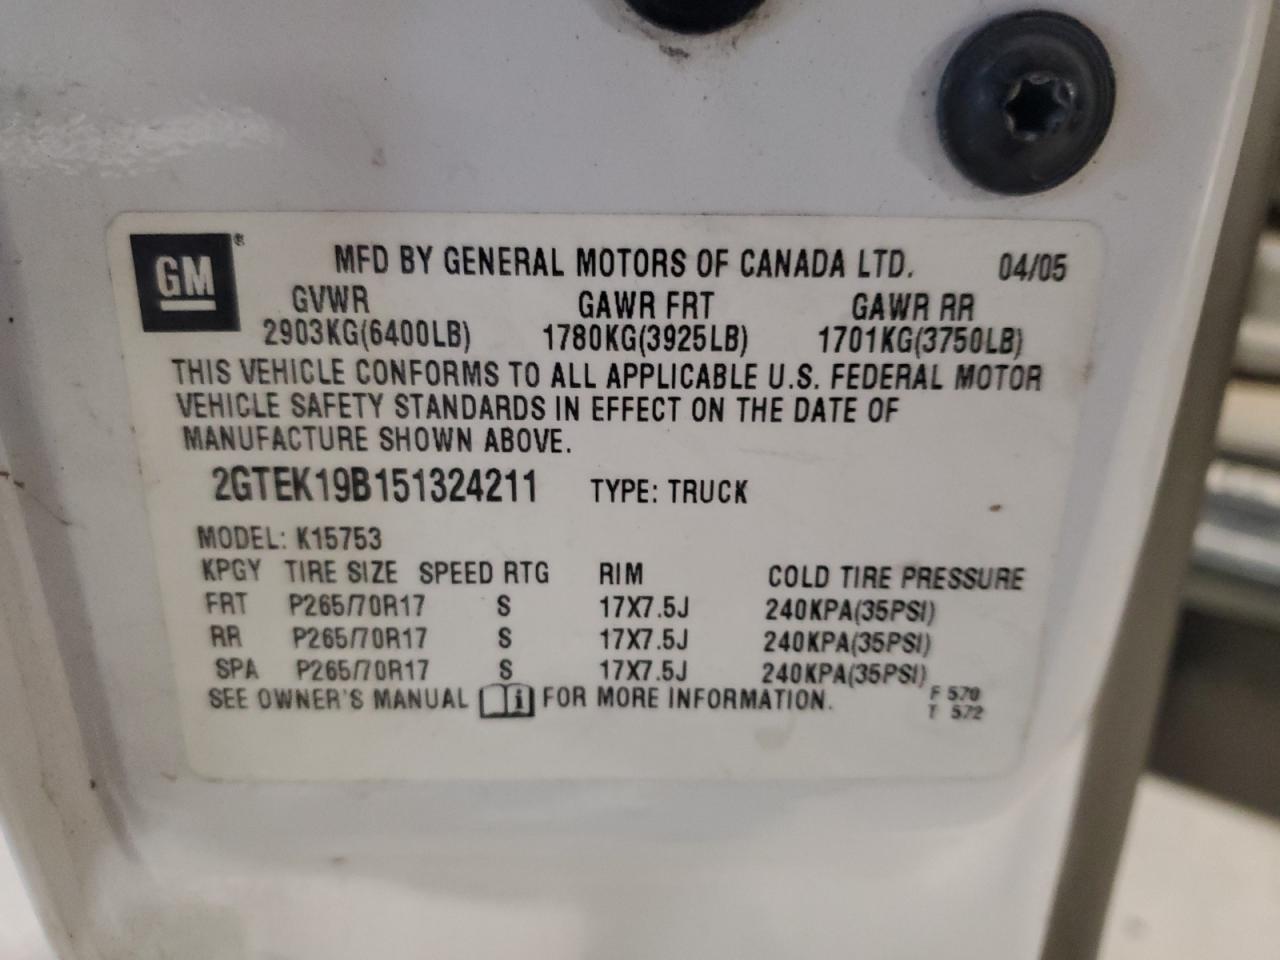 GM® MFD BY GENERAL MOTORS OF CANADA LTD. 04/05
GVWR GAWR FRT GAWR RR
2903KG(6400LB) 1780KG(3925LB) 1701KG(3750LB)
THIS VEHICLE CONFORMS TO ALL APPLICABLE U.S. FEDERAL MOTOR
VEHICLE SAFETY STANDARDS IN EFFECT ON THE DATE OF
MANUFACTURE SHOWN ABOVE.
2GTEK19B151324211 TYPE: TRUCK
MODEL: K15753
KPGY TIRE SIZE SPEED RTG RIM COLD TIRE PRESSURE
FRT P265/70R17 S 17X7.5J 240KPA(35PSI)
RR P265/70R17 S 17X7.5J 240KPA(35PSI)
SPA P265/70R17 S 17X7.5J 240KPA(35PSI)
SEE OWNER'S MANUAL i FOR MORE INFORMATION.
F 570
T 572